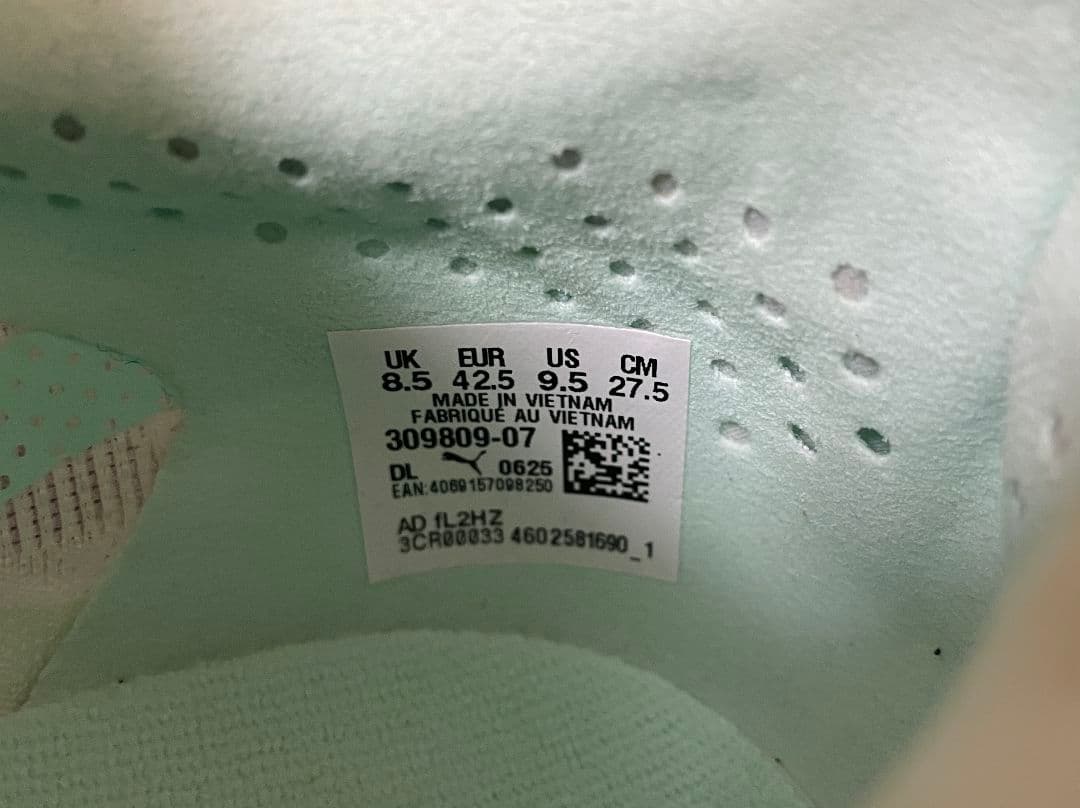 UK EUR US CM
8.5 42.5 9.5 27.5
MADE IN VIETNAM
FABRIQUÉ AU VIETNAM
309809-07
DL 0625
EAN:4069157098250
AD fL2HZ
3CR00033 4602581690_1